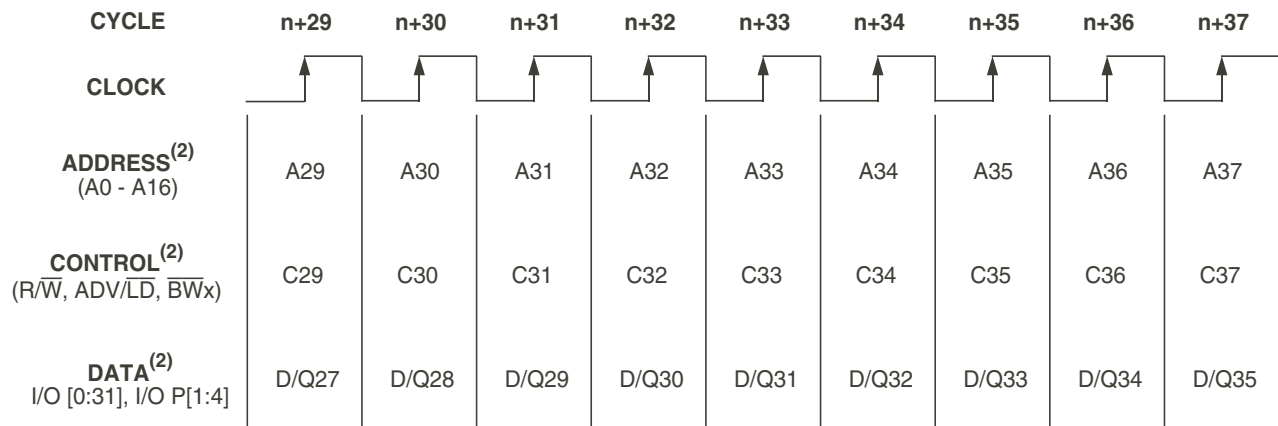 CYCLE n+29 n+30 n+31 n+32 n+33 n+34 n+35 n+36 n+37
CLOCK
ADDRESS(2) A29 A30 A31 A32 A33 A34 A35 A36 A37
(A0 - A16)
CONTROL(2) C29 C30 C31 C32 C33 C34 C35 C36 C37
(R/W̅, ADV/L̅D̅, B̅W̅x)
DATA(2) D/Q27 D/Q28 D/Q29 D/Q30 D/Q31 D/Q32 D/Q33 D/Q34 D/Q35
I/O [0:31], I/O P[1:4]